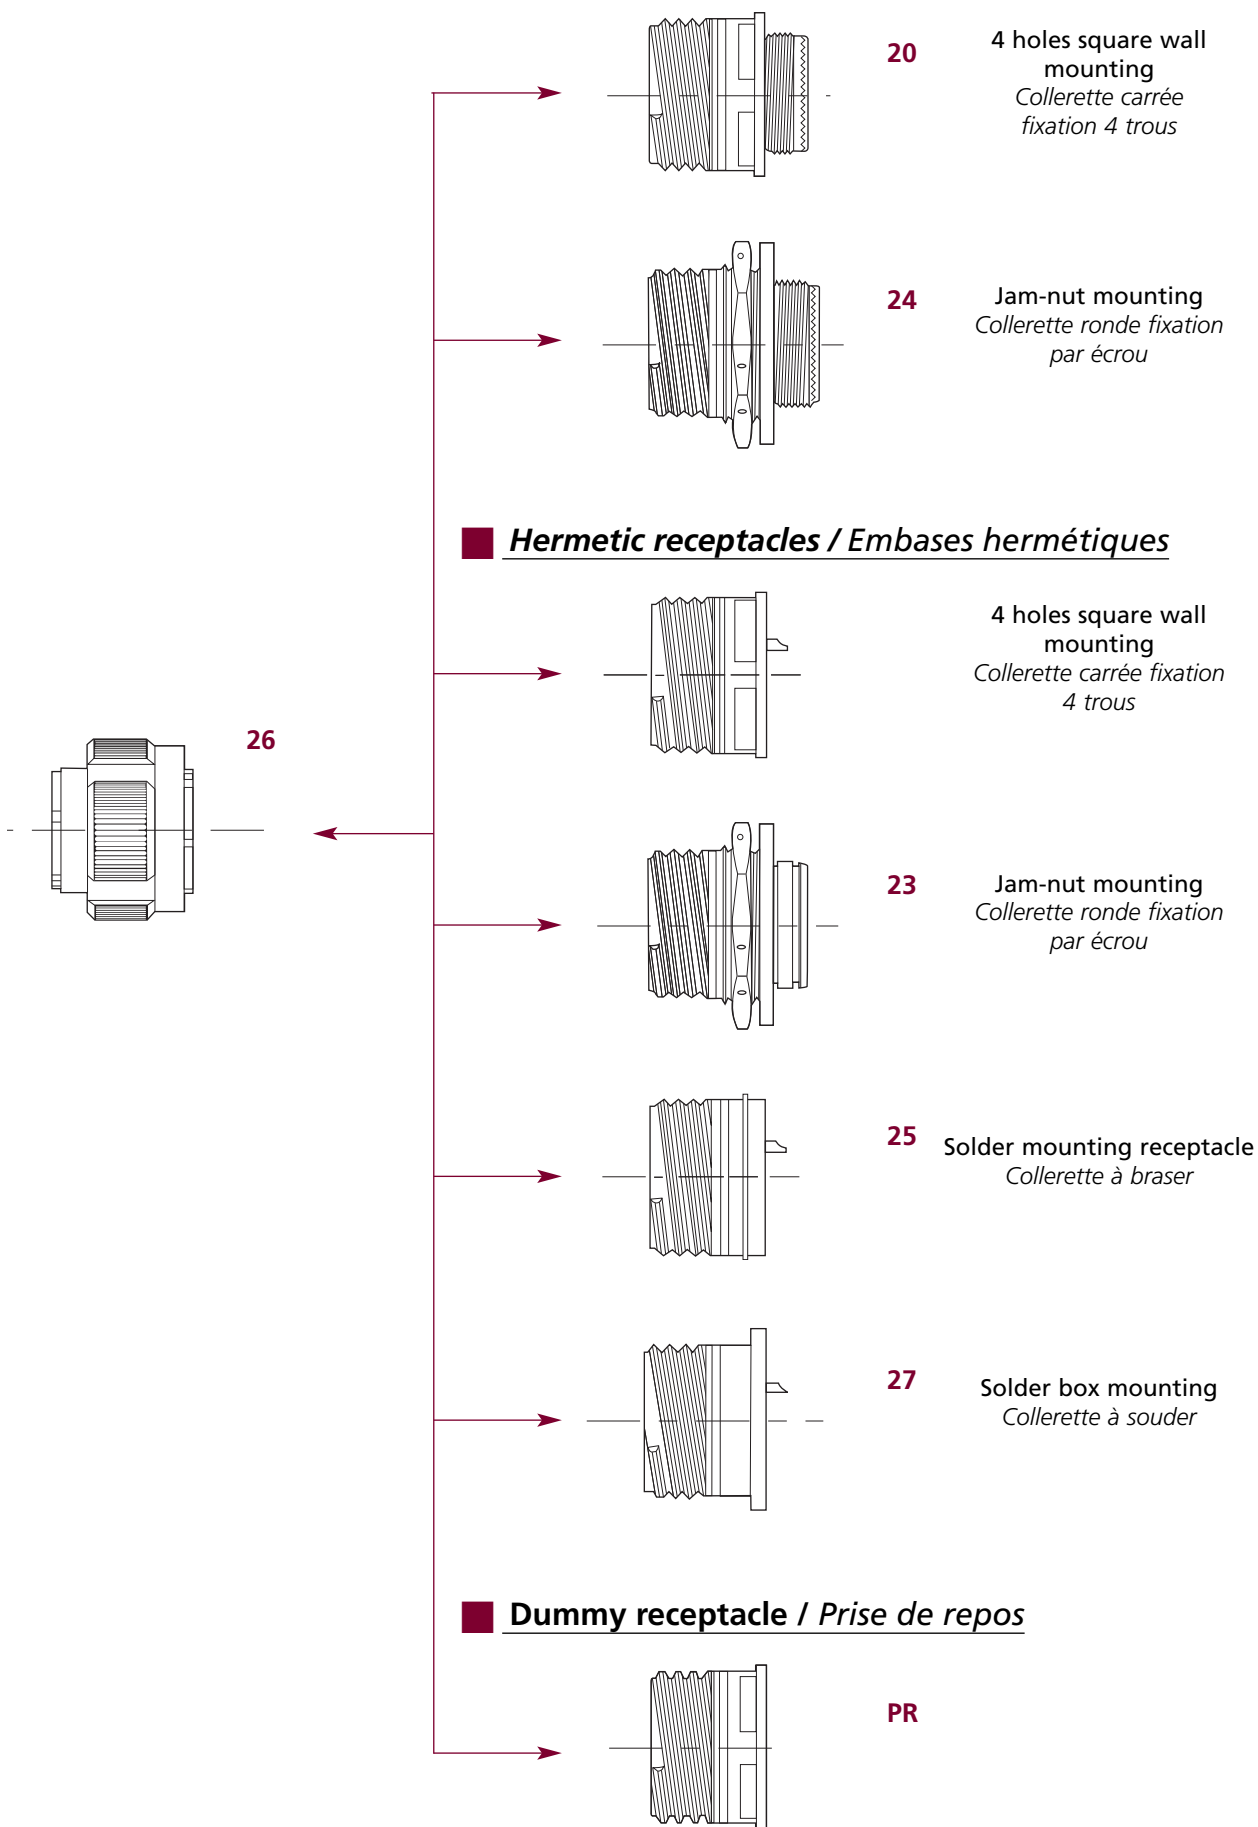 20
4 holes square wall
mounting
Collerette carrée
fixation 4 trous
24
Jam-nut mounting
Collerette ronde fixation
par écrou
Hermetic receptacles / Embases hermétiques
4 holes square wall
mounting
Collerette carrée fixation
4 trous
26
23
Jam-nut mounting
Collerette ronde fixation
par écrou
25
Solder mounting receptacle
Collerette à braser
27
Solder box mounting
Collerette à souder
Dummy receptacle / Prise de repos
PR